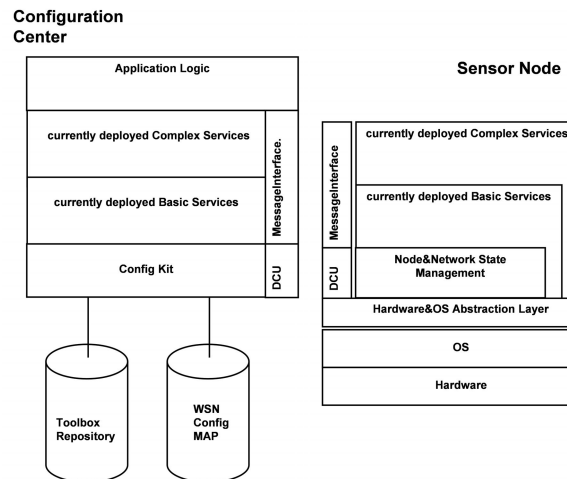 Configuration
Center
Application Logic
currently deployed Complex Services
currently deployed Basic Services
MessageInterface.
Config Kit
DCU
Toolbox
Repository
WSN
Config
MAP
Sensor Node
MessageInterface
DCU
currently deployed Complex Services
currently deployed Basic Services
Node&Network State
Management
Hardware&OS Abstraction Layer
OS
Hardware